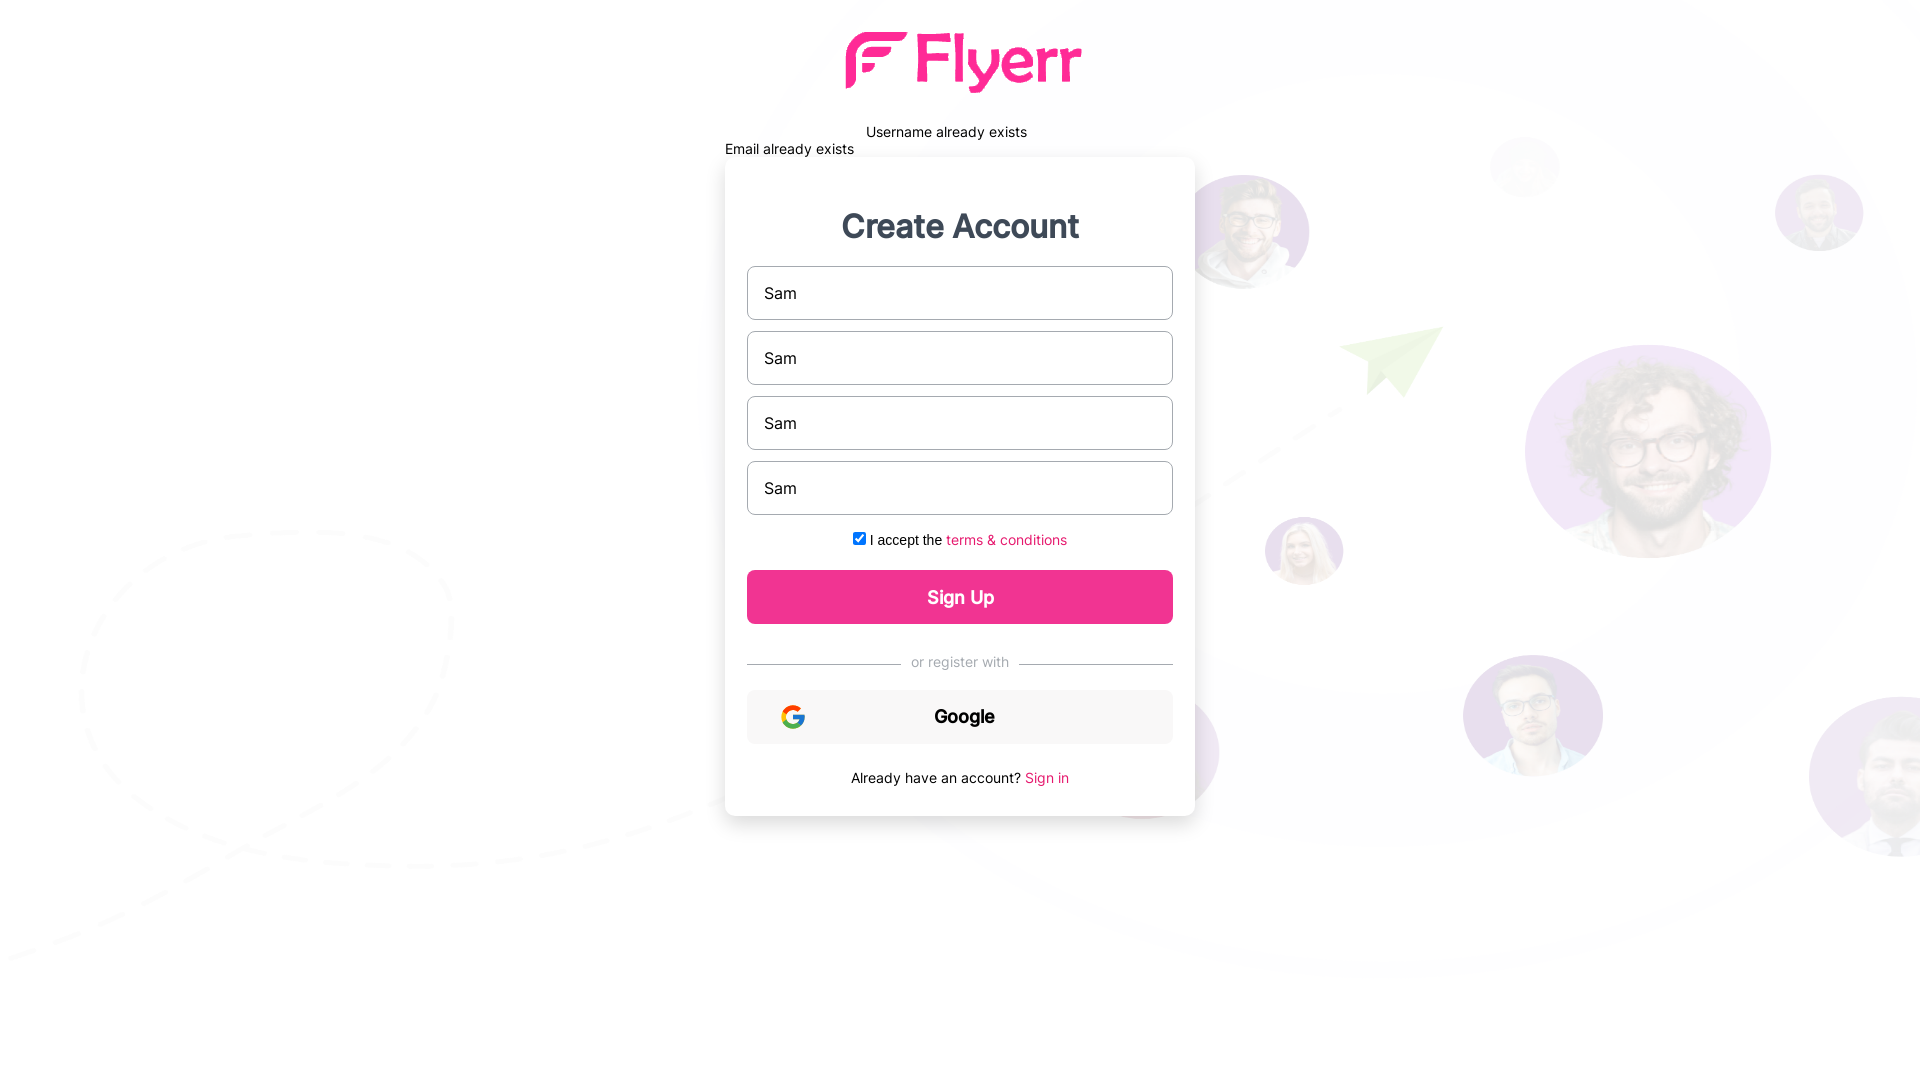 Flyerr
Username already exists
Email already exists
Create Account
Sam
Sam
Sam
Sam
I accept the terms & conditions
Sign Up
or register with
Google
Already have an account? Sign in